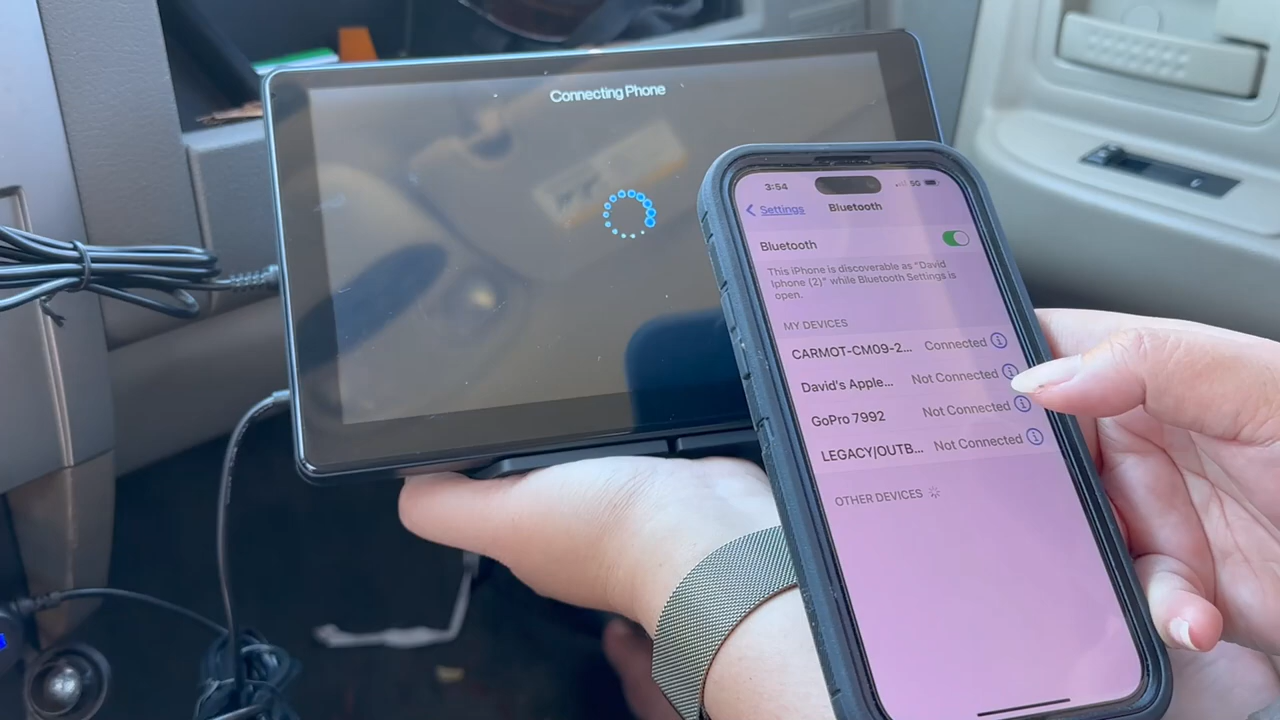 Connecting Phone
3:54
5G
Settings
Bluetooth
Bluetooth
This iPhone is discoverable as "David
Iphone (2)" while Bluetooth Settings is
open.
MY DEVICES
CARMOT-CM09-2... Connected
David's Apple... Not Connected
GoPro 7992 Not Connected
LEGACY/OUTB... Not Connected
OTHER DEVICES